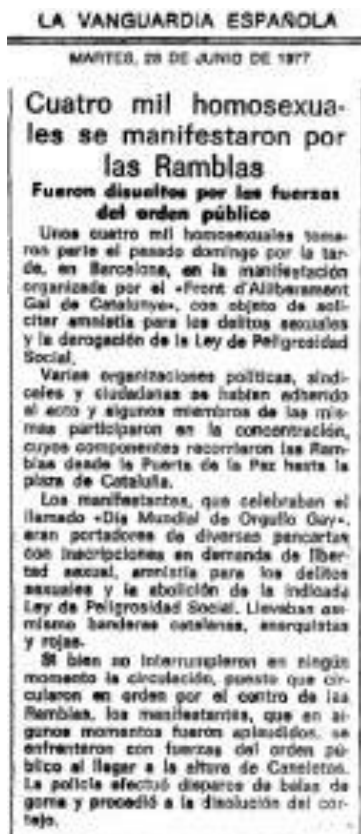 LA VANGUARDIA ESPAÑOLA
MARTES, 28 DE JUNIO DE 1977
Cuatro mil homosexua-
les se manifestaron por
las Ramblas
Fueron disueltos por las fuerzas
del orden público
Unos cuatro mil homosexuales toma-
ron parte el pasado domingo por la tar-
de, en Barcelona, en la manifestación
organizada por el «Front d'Alliberament
Gai de Catalunya», con objeto de soli-
citar amnistía para los delitos sexuales
y la derogación de la Ley de Peligrosidad
Social.
Varias organizaciones políticas, sindi-
cales y ciudadanas se habían adherido
al acto y algunos miembros de las mis-
mas participaron en la concentración,
cuyos componentes recorrieron las Ram-
blas desde la Puerta de la Paz hasta la
plaza de Cataluña.
Los manifestantes, que celebraban el
llamado «Día Mundial de Orgullo Gay»,
eran portadores de diversas pancartas
con inscripciones en demanda de liber-
tad sexual, amnistía para los delitos
sexuales y la abolición de la indicada
Ley de Peligrosidad Social. Llevaban asi-
mismo banderas catalanas, anarquistas
y rojas.
Si bien no interrumpieron en ningún
momento la circulación, puesto que cir-
cularon en orden por el centro de las
Ramblas, los manifestantes, que en al-
gunos momentos fueron aplaudidos, se
enfrentaron con fuerzas del orden pú-
blico al llegar a la altura de Canaletas.
La policía efectuó disparos de balas de
goma y procedió a la disolución del cor-
tejo.